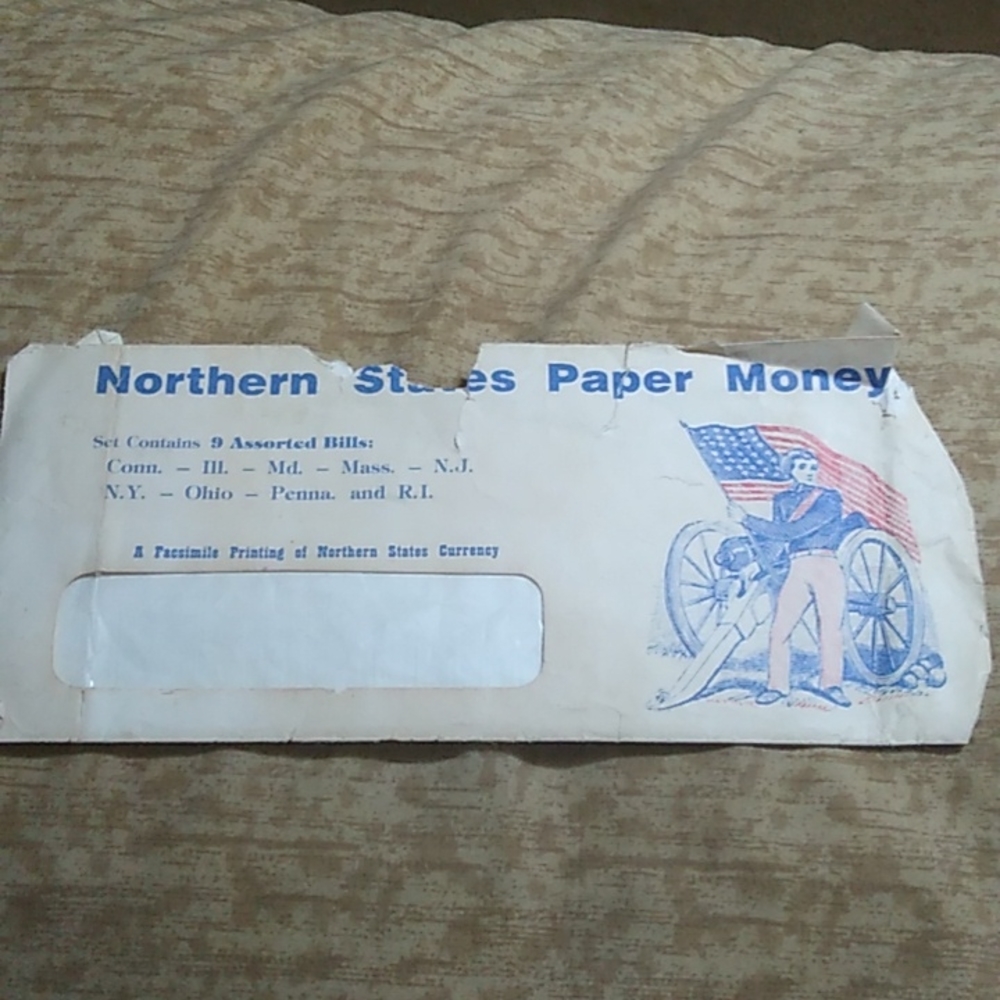 Northern States Paper Money
Set Contains 9 Assorted Bills:
Conn. – Ill. – Md. – Mass. – N.J.
N.Y. – Ohio – Penna. and R.I.
A Facsimile Printing of Northern States Currency